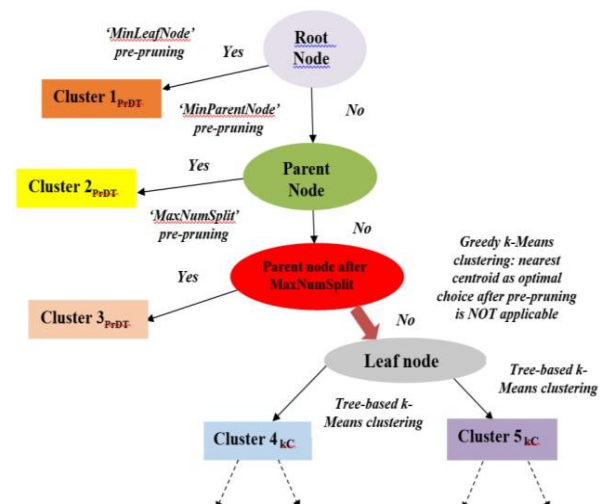 ‘MinLeafNode’
pre-pruning
Yes
Root
Node
Cluster 1PrDT
‘MinParentNode’
pre-pruning
No
Yes
Parent
Node
Cluster 2PrDT
‘MaxNumSplit’
pre-pruning
No
Yes
Parent node after
MaxNumSplit
Greedy k-Means
clustering: nearest
centroid as optimal
choice after pre-pruning
is NOT applicable
Cluster 3PrDT
No
Leaf node
Tree-based k-
Means clustering
Tree-based k-
Means clustering
Cluster 4kC
Cluster 5kC